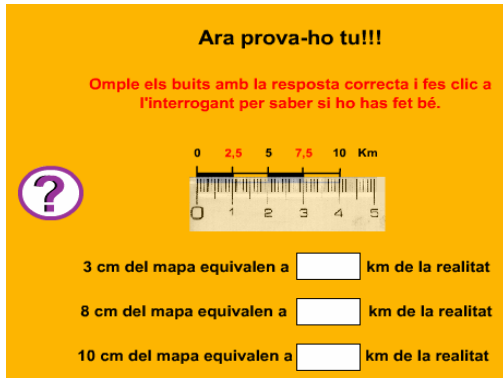 Ara prova-ho tu!!!
Omple els buits amb la resposta correcta i fes clic a
l'interrogant per saber si ho has fet bé.
0 2,5 5 7,5 10 Km
?
0 1 2 3 4 5
3 cm del mapa equivalen a km de la realitat
8 cm del mapa equivalen a km de la realitat
10 cm del mapa equivalen a km de la realitat